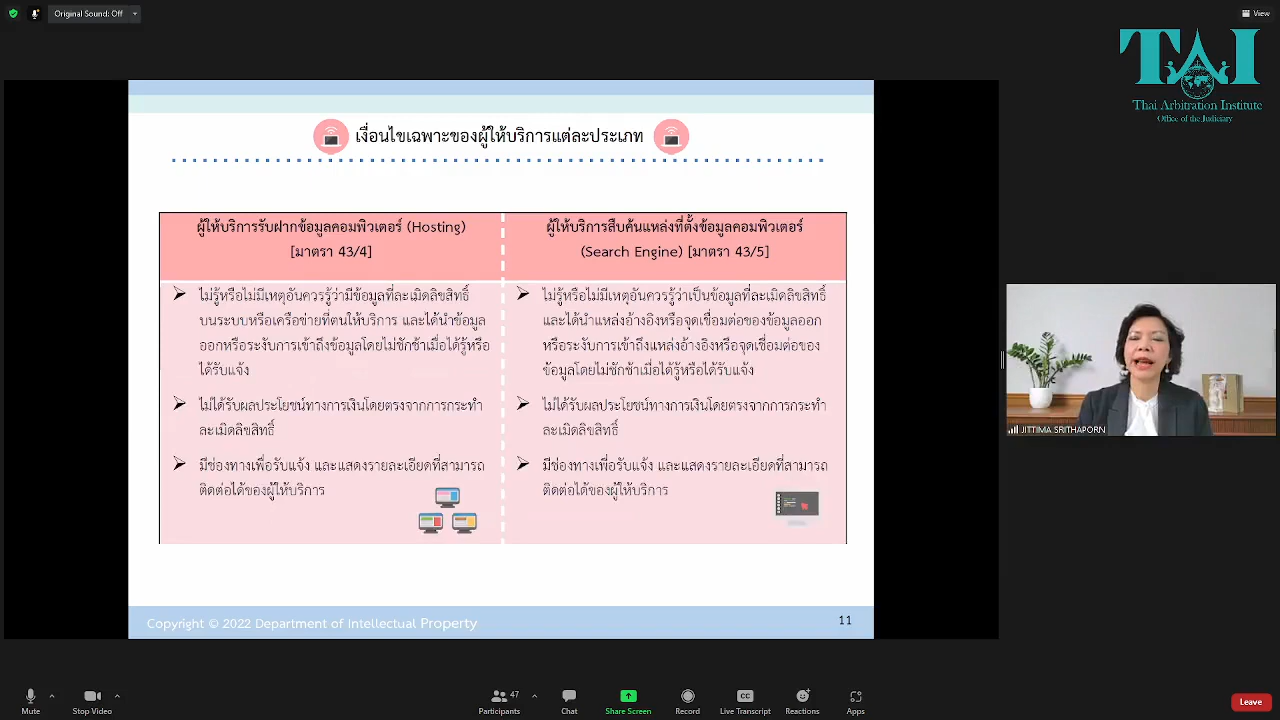 Original Sound: Off
View
TAI
Thai Arbitration Institute
Office of the Judiciary
เงื่อนไขเฉพาะของผู้ให้บริการแต่ละประเภท
ผู้ให้บริการรับฝากข้อมูลคอมพิวเตอร์ (Hosting)
[มาตรา 43/4]
ไม่รู้หรือไม่มีเหตุอันควรรู้ว่ามีข้อมูลที่ละเมิดลิขสิทธิ์
บนระบบหรือเครือข่ายที่ตนให้บริการ และได้นำข้อมูล
ออกหรือระงับการเข้าถึงข้อมูลโดยไม่ชักช้าเมื่อได้รู้หรือ
ได้รับแจ้ง
ไม่ได้รับผลประโยชน์ทางการเงินโดยตรงจากการกระทำ
ละเมิดลิขสิทธิ์
มีช่องทางเพื่อรับแจ้ง และแสดงรายละเอียดที่สามารถ
ติดต่อได้ของผู้ให้บริการ
ผู้ให้บริการสืบค้นแหล่งที่ตั้งข้อมูลคอมพิวเตอร์
(Search Engine) [มาตรา 43/5]
ไม่รู้หรือไม่มีเหตุอันควรรู้ว่าเป็นข้อมูลที่ละเมิดลิขสิทธิ์
และได้นำแหล่งอ้างอิงหรือจุดเชื่อมต่อของข้อมูลออก
หรือระงับการเข้าถึงแหล่งอ้างอิงหรือจุดเชื่อมต่อของ
ข้อมูลโดยไม่ชักช้าเมื่อได้รู้หรือได้รับแจ้ง
ไม่ได้รับผลประโยชน์ทางการเงินโดยตรงจากการกระทำ
ละเมิดลิขสิทธิ์
มีช่องทางเพื่อรับแจ้ง และแสดงรายละเอียดที่สามารถ
ติดต่อได้ของผู้ให้บริการ
JITTIMA SRITHAPORN
Copyright © 2022 Department of Intellectual Property
11
Mute
Stop Video
47
Participants
Chat
Share Screen
Record
CC
Live Transcript
Reactions
Apps
Leave